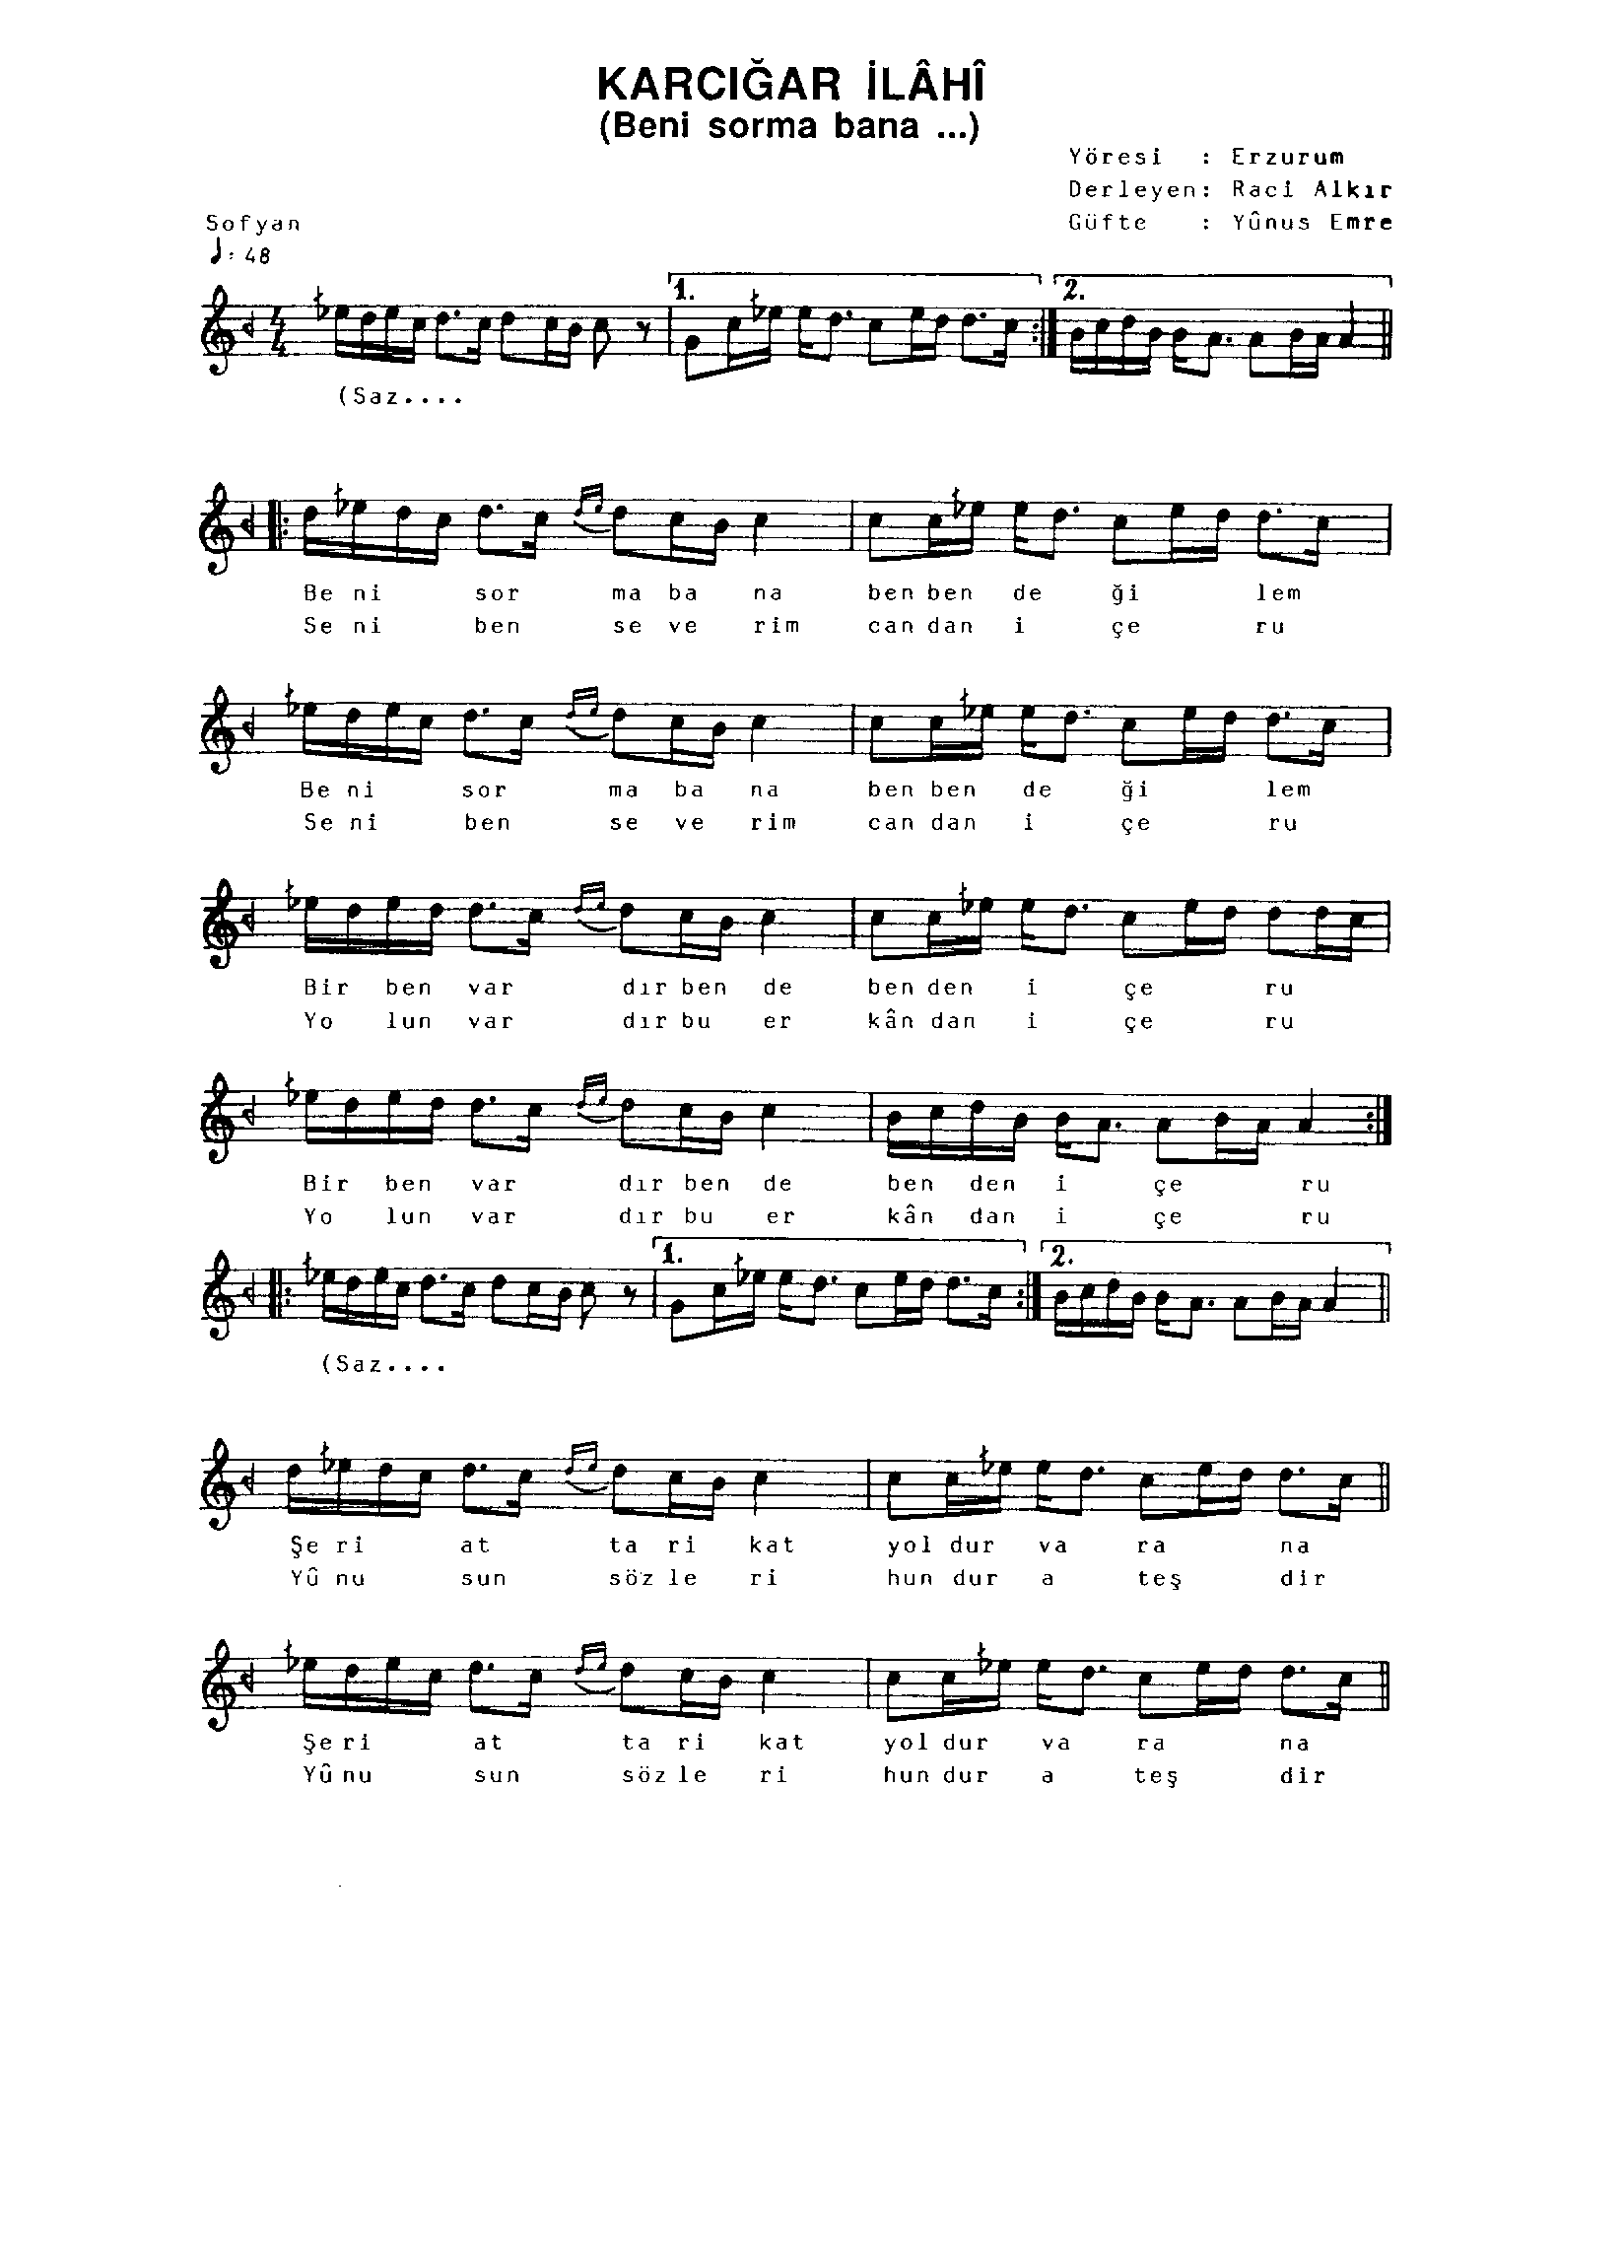 KARCIĞAR İLÂHÎ
(Beni sorma bana ...)
Yöresi : Erzurum
Derleyen: Raci Alkır
Güfte : Yûnus Emre
Sofyan
: 48
4
4
1.
2.
(Saz....
Be ni sor ma ba na ben ben de ği lem
Se ni ben se ve rim can dan i çe ru
Be ni sor ma ba na ben ben de ği lem
Se ni ben se ve rim can dan i çe ru
Bir ben var dır ben de ben den i çe ru
Yo lun var dır bu er kân dan i çe ru
Bir ben var dır ben de ben den i çe ru
Yo lun var dır bu er kân dan i çe ru
1.
2.
(Saz....
Şe ri at ta ri kat yol dur va ra na
Yû nu sun söz le ri hun dur a teş dir
Şe ri at ta ri kat yol dur va ra na
Yû nu sun söz le ri hun dur a teş dir